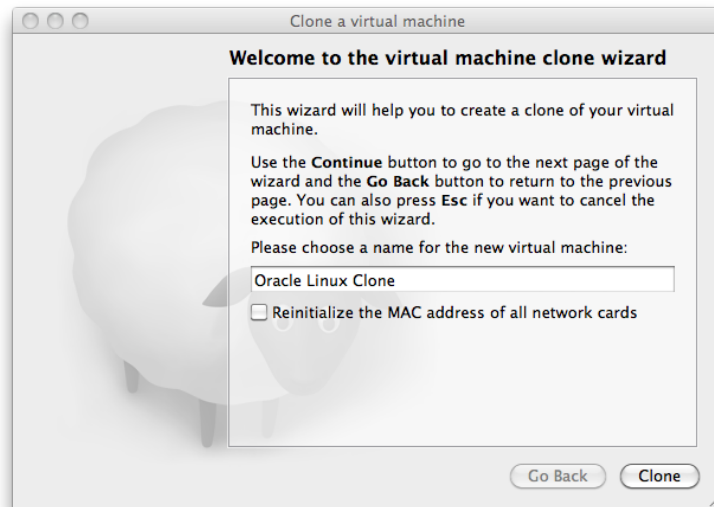 Clone a virtual machine
Welcome to the virtual machine clone wizard
This wizard will help you to create a clone of your virtual
machine.
Use the Continue button to go to the next page of the
wizard and the Go Back button to return to the previous
page. You can also press Esc if you want to cancel the
execution of this wizard.
Please choose a name for the new virtual machine:
Oracle Linux Clone
Reinitialize the MAC address of all network cards
Go Back Clone